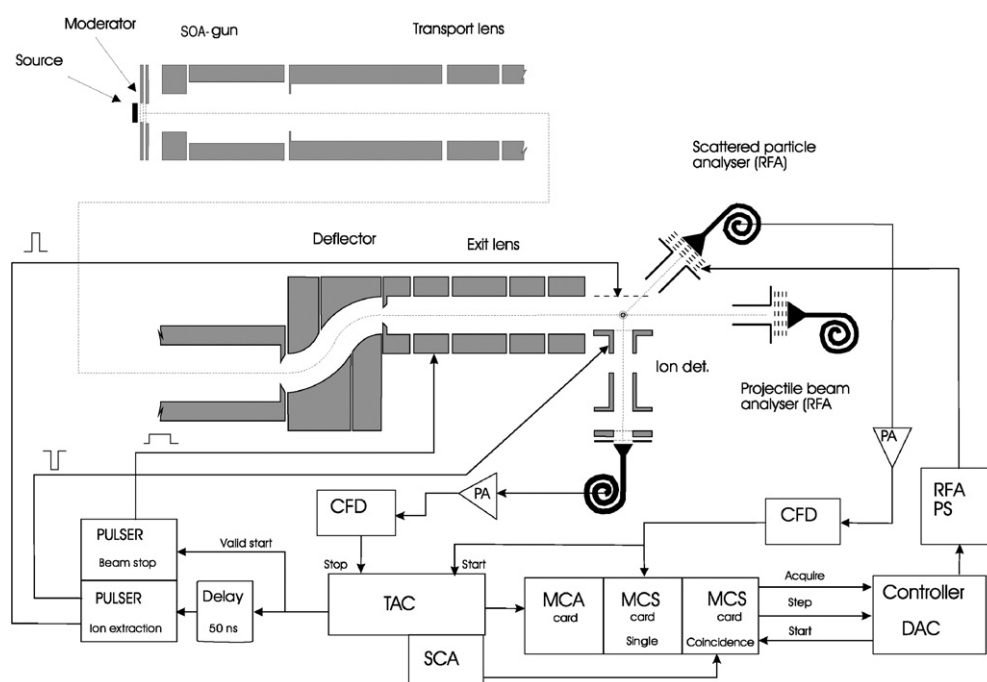 Moderator
SOA-gun
Transport lens
Source
Scattered particle
analyser (RFA)
Deflector
Exit lens
Ion det.
Projectile beam
analyser (RFA
PA
PA
CFD
CFD
RFA
PS
PULSER
Beam stop
Valid start
Stop
Start
PULSER
Ion extraction
Delay
50 ns
TAC
SCA
MCA
card
MCS
card
Single
MCS
card
Coincidence
Acquire
Step
Start
Controller
DAC